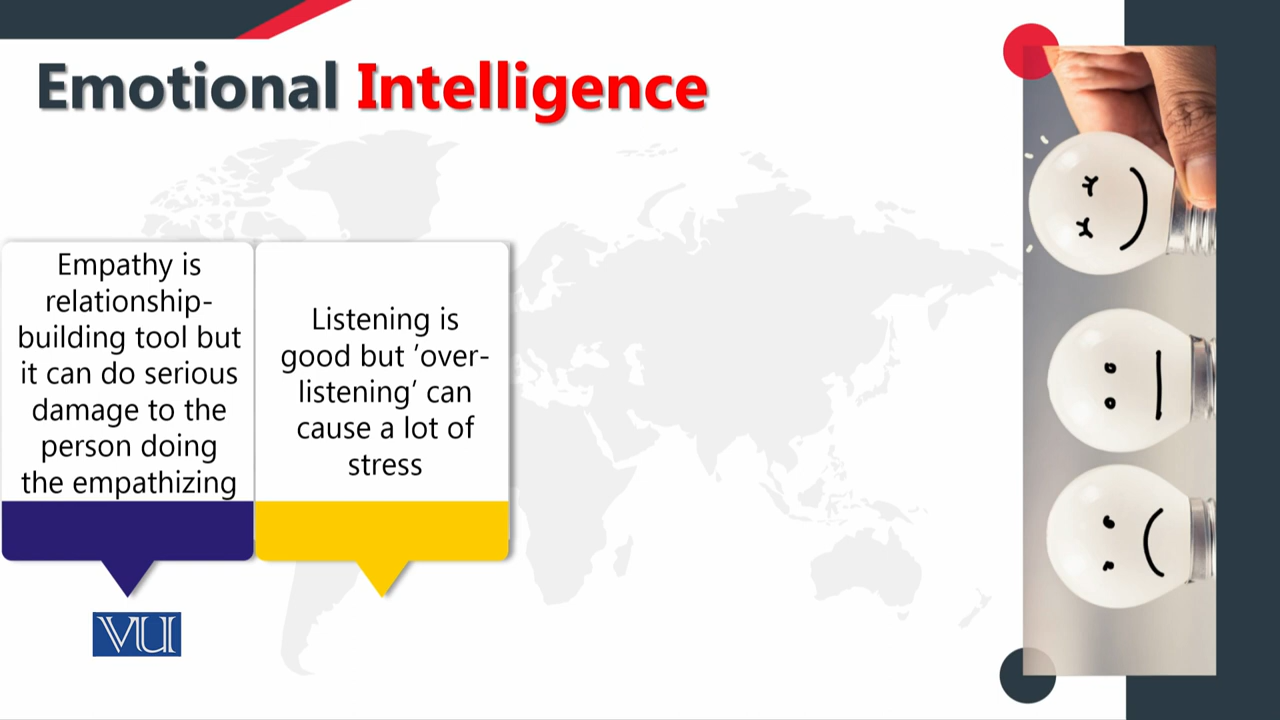 Emotional Intelligence
Empathy is
relationship-
building tool but
it can do serious
damage to the
person doing
the empathizing
Listening is
good but ’over-
listening’ can
cause a lot of
stress
VU